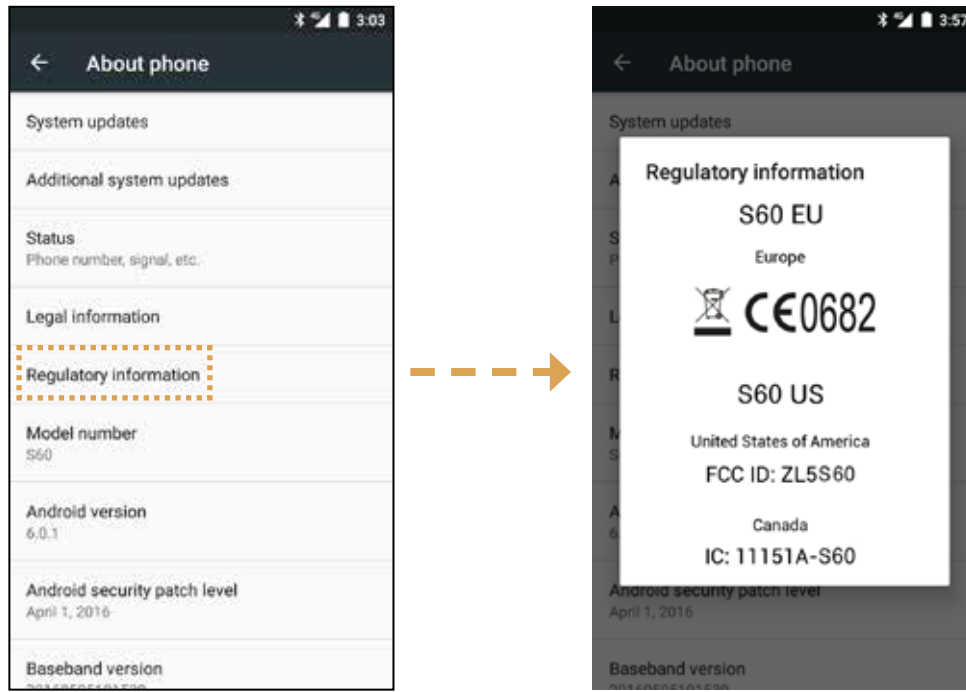 3:03
About phone
System updates
Additional system updates
Status
Phone number, signal, etc.
Legal information
Regulatory information
Model number
S60
Android version
6.0.1
Android security patch level
April 1, 2016
Baseband version
3:57
About phone
System updates
Regulatory information
S60 EU
Europe
CE0682
S60 US
United States of America
FCC ID: ZL5S60
Canada
IC: 11151A-S60
Android security patch level
April 1, 2016
Baseband version